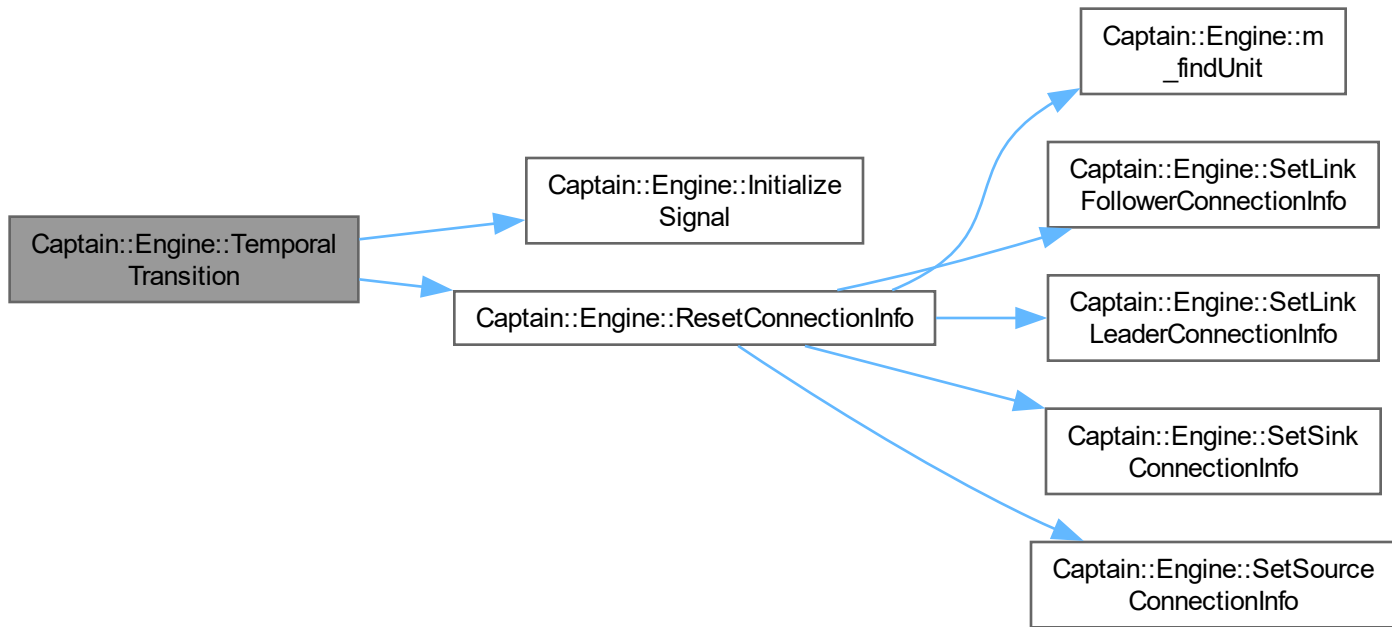 Captain::Engine::Temporal
Transition
Captain::Engine::Initialize
Signal
Captain::Engine::ResetConnectionInfo
Captain::Engine::m
_findUnit
Captain::Engine::SetLink
FollowerConnectionInfo
Captain::Engine::SetLink
LeaderConnectionInfo
Captain::Engine::SetSink
ConnectionInfo
Captain::Engine::SetSource
ConnectionInfo